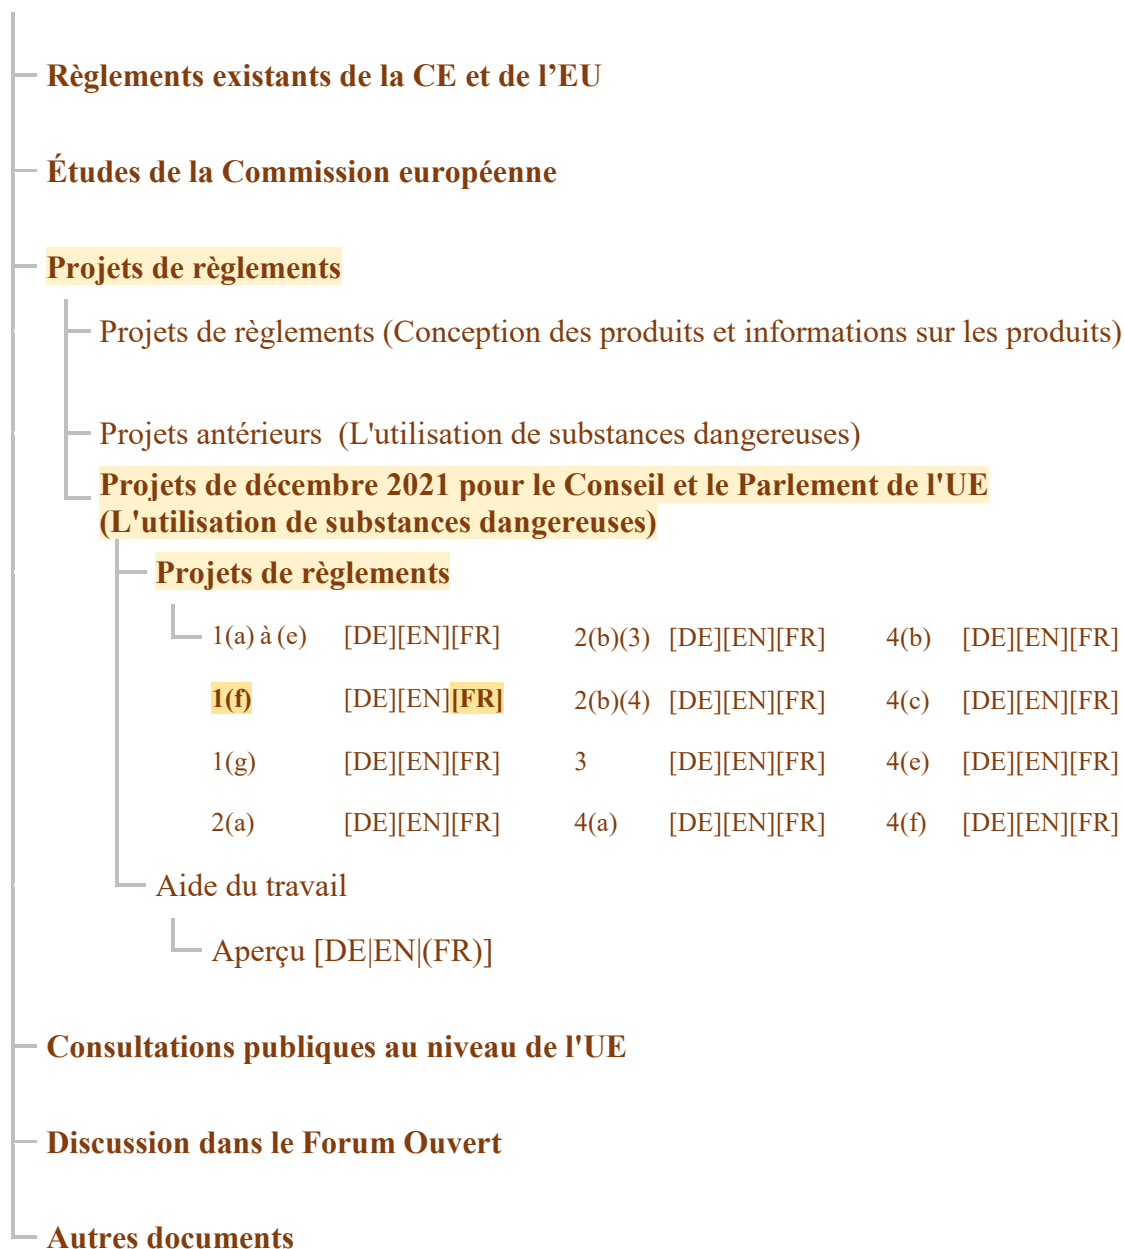 Règlements existants de la CE et de l’EU
Études de la Commission européenne
Projets de règlements
Projets de règlements (Conception des produits et informations sur les produits)
Projets antérieurs  (L'utilisation de substances dangereuses)
Projets de décembre 2021 pour le Conseil et le Parlement de l'UE
(L'utilisation de substances dangereuses)
Projets de règlements
1(a) à (e) [DE][EN][FR] 2(b)(3) [DE][EN][FR] 4(b) [DE][EN][FR]
1(f) [DE][EN][FR] 2(b)(4) [DE][EN][FR] 4(c) [DE][EN][FR]
1(g) [DE][EN][FR] 3 [DE][EN][FR] 4(e) [DE][EN][FR]
2(a) [DE][EN][FR] 4(a) [DE][EN][FR] 4(f) [DE][EN][FR]
Aide du travail
Aperçu [DE|EN|(FR)]
Consultations publiques au niveau de l'UE
Discussion dans le Forum Ouvert
Autres documents